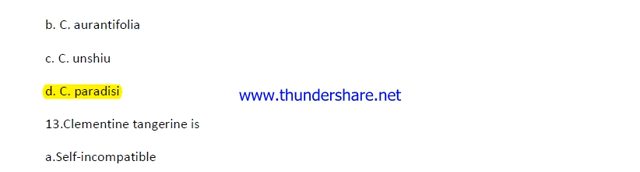 b. C. aurantifolia
c. C. unshiu
d. C. paradisi
www.thundershare.net
13.Clementine tangerine is
a.Self-incompatible